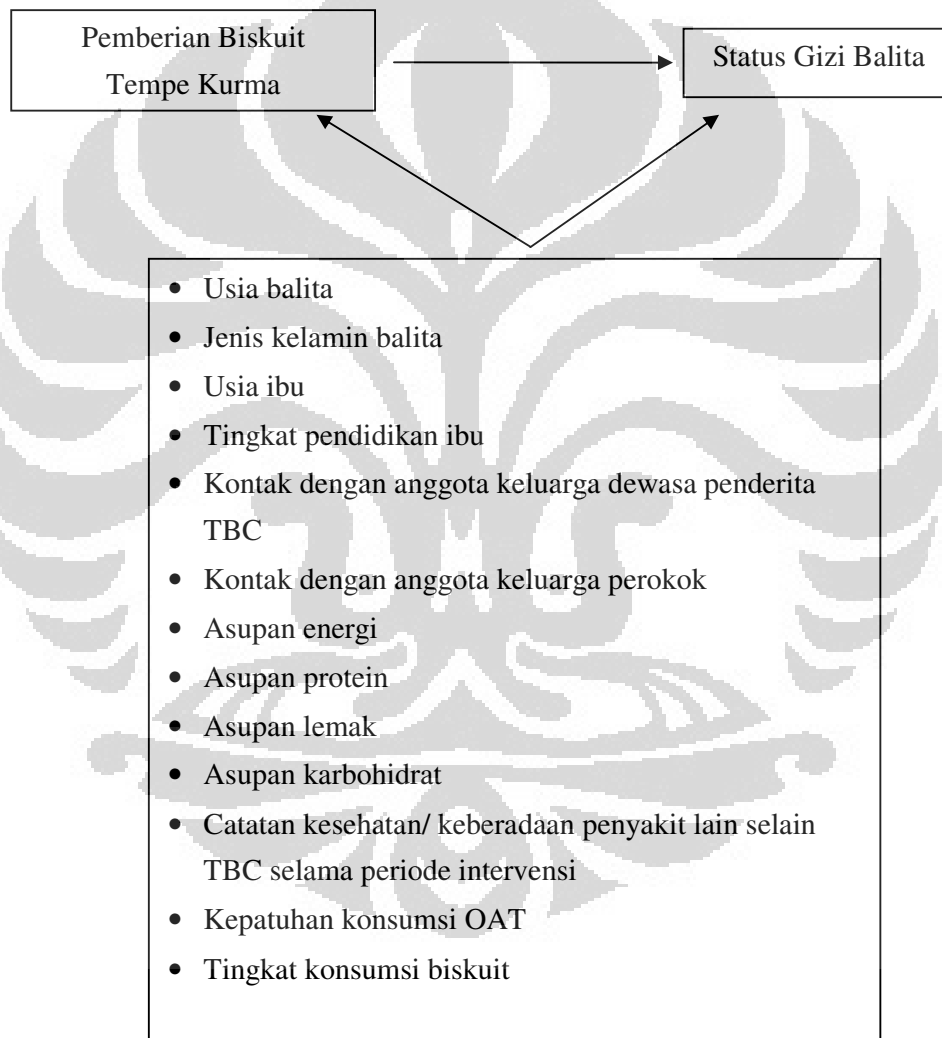 Pemberian Biskuit
Tempe Kurma
Status Gizi Balita
• Usia balita
• Jenis kelamin balita
• Usia ibu
• Tingkat pendidikan ibu
• Kontak dengan anggota keluarga dewasa penderita
TBC
• Kontak dengan anggota keluarga perokok
• Asupan energi
• Asupan protein
• Asupan lemak
• Asupan karbohidrat
• Catatan kesehatan/ keberadaan penyakit lain selain
TBC selama periode intervensi
• Kepatuhan konsumsi OAT
• Tingkat konsumsi biskuit